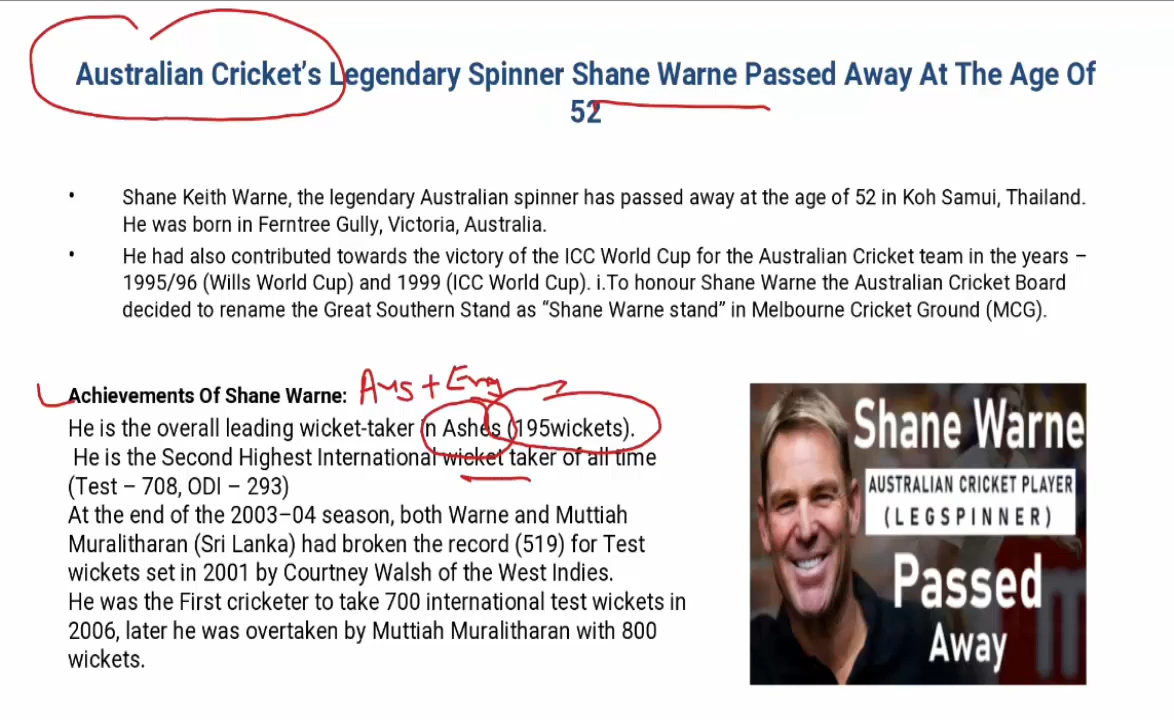 Australian Cricket's Legendary Spinner Shane Warne Passed Away At The Age Of
52
• Shane Keith Warne, the legendary Australian spinner has passed away at the age of 52 in Koh Samui, Thailand.
He was born in Ferntree Gully, Victoria, Australia.
• He had also contributed towards the victory of the ICC World Cup for the Australian Cricket team in the years –
1995/96 (Wills World Cup) and 1999 (ICC World Cup). i.To honour Shane Warne the Australian Cricket Board
decided to rename the Great Southern Stand as “Shane Warne stand” in Melbourne Cricket Ground (MCG).
Achievements Of Shane Warne: Aus + Eng
He is the overall leading wicket-taker in Ashes (195wickets).
He is the Second Highest International wicket taker of all time
(Test – 708, ODI – 293)
At the end of the 2003–04 season, both Warne and Muttiah
Muralitharan (Sri Lanka) had broken the record (519) for Test
wickets set in 2001 by Courtney Walsh of the West Indies.
He was the First cricketer to take 700 international test wickets in
2006, later he was overtaken by Muttiah Muralitharan with 800
wickets.
Shane Warne
AUSTRALIAN CRICKET PLAYER
(LEGSPINNER)
Passed
Away